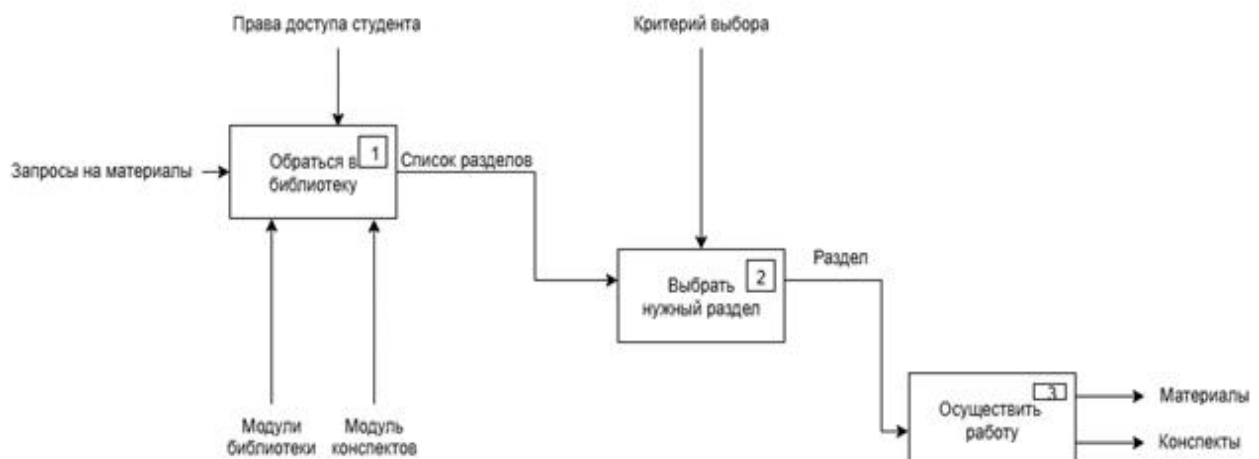 Права доступа студента
Критерий выбора
Запросы на материалы
1
Обраться в
библиотеку
Список разделов
2
Выбрать
нужный раздел
Раздел
3
Осуществить
работу
Материалы
Конспекты
Модули
библиотеки
Модуль
конспектов